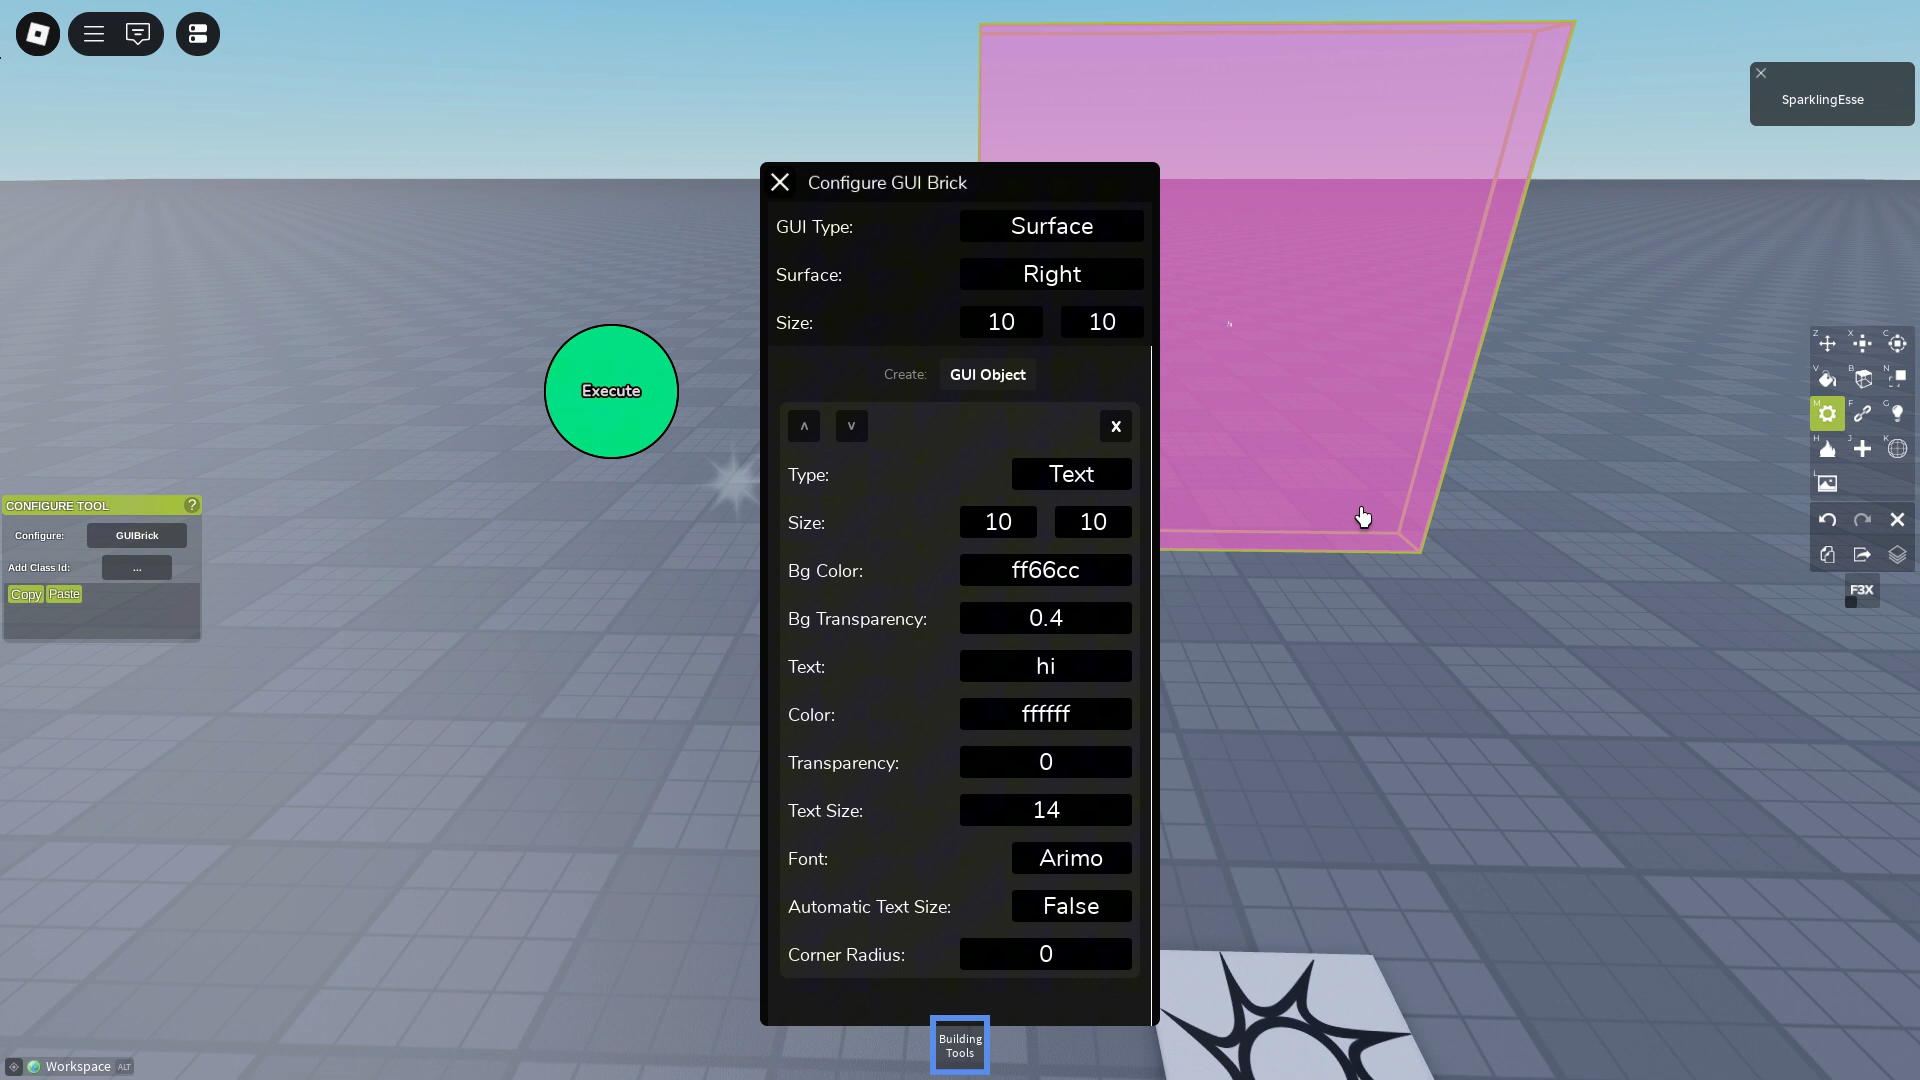 SparklingEsse
Configure GUI Brick
GUI Type: Surface
Surface: Right
Size: 10 10
Create: GUI Object
ʌ v x
Type: Text
Size: 10 10
Bg Color: ff66cc
Bg Transparency: 0.4
Text: hi
Color: ffffff
Transparency: 0
Text Size: 14
Font: Arimo
Automatic Text Size: False
Corner Radius: 0
Execute
CONFIGURE TOOL ?
Configure: GUIBrick
Add Class Id: ...
Copy Paste
Z X C
V B N
M F G
H J K
L
F3X
Building
Tools
Workspace ALT